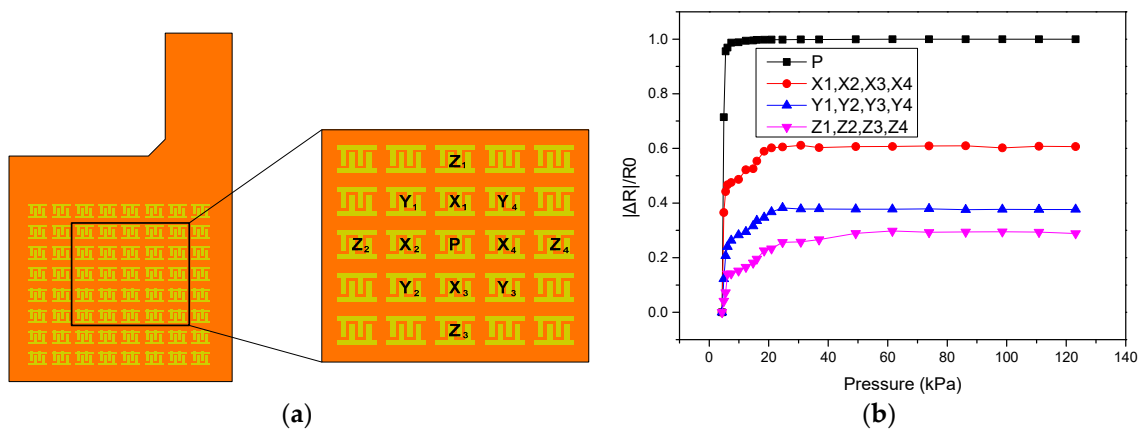 Z1
Y1 X1 Y4
Z2 X2 P X4 Z4
Y2 X3 Y3
Z3
(a)
|ΔR|/R0
1.0
0.8
0.6
0.4
0.2
0.0
P
X1,X2,X3,X4
Y1,Y2,Y3,Y4
Z1,Z2,Z3,Z4
0 20 40 60 80 100 120 140
Pressure (kPa)
(b)